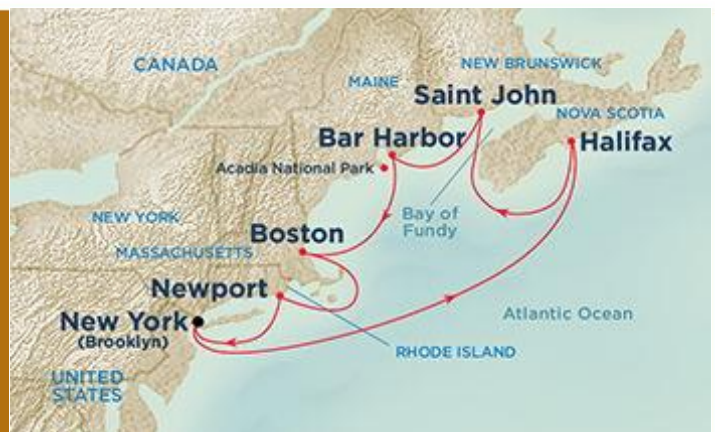 CANADA
NEW BRUNSWICK
MAINE
Saint John
NOVA SCOTIA
Bar Harbor
Halifax
Acadia National Park
NEW YORK
Bay of
Fundy
Boston
MASSACHUSETTS
Newport
New York
(Brooklyn)
Atlantic Ocean
RHODE ISLAND
UNITED
STATES